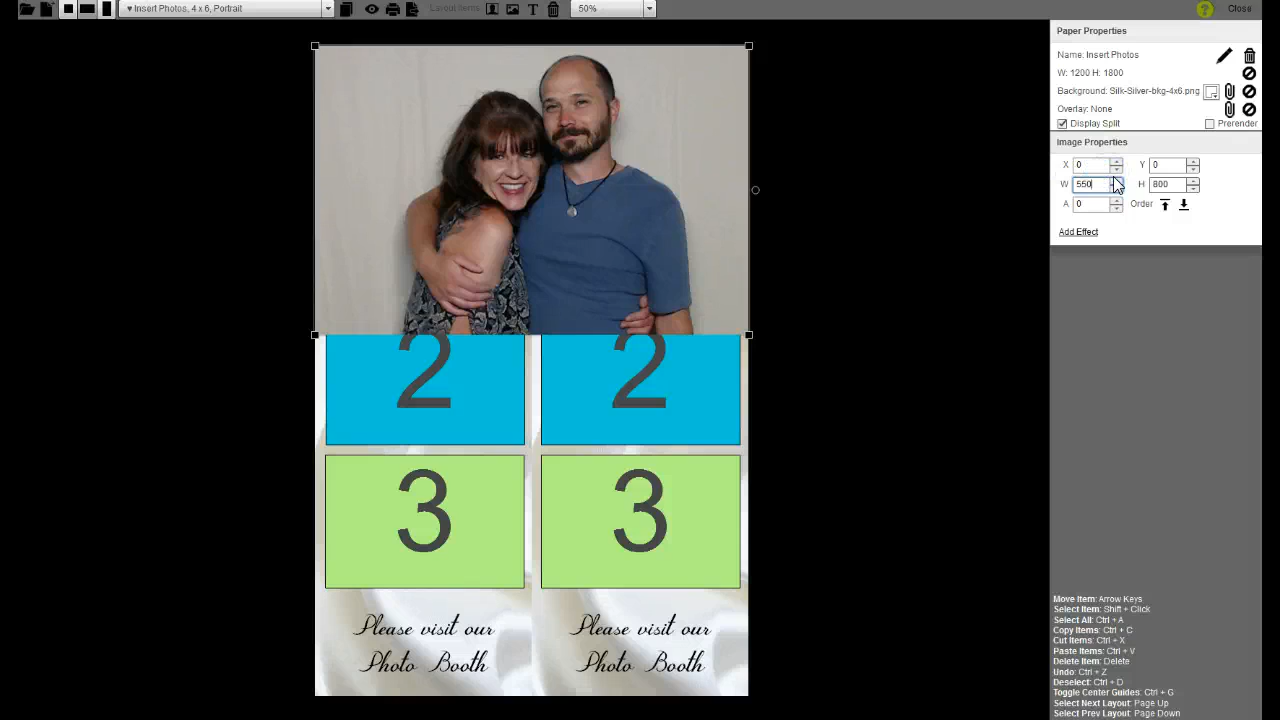 ♥ Insert Photos, 4 x 6, Portrait
Layout Items:
50%
Close
Paper Properties
Name: Insert Photos
W: 1200 H: 1800
Background: Silk-Silver-bkg-4x6.png
Overlay: None
Display Split
Prerender
Image Properties
X 0 Y 0
W 550 H 800
A 0 Order
Add Effect
2 2
3 3
Please visit our Please visit our
Photo Booth Photo Booth
Move Item: Arrow Keys
Select Item: Shift + Click
Select All: Ctrl + A
Copy Items: Ctrl + C
Cut Items: Ctrl + X
Paste Items: Ctrl + V
Delete Item: Delete
Undo: Ctrl + Z
Deselect: Ctrl + D
Toggle Center Guides: Ctrl + G
Select Next Layout: Page Up
Select Prev Layout: Page Down